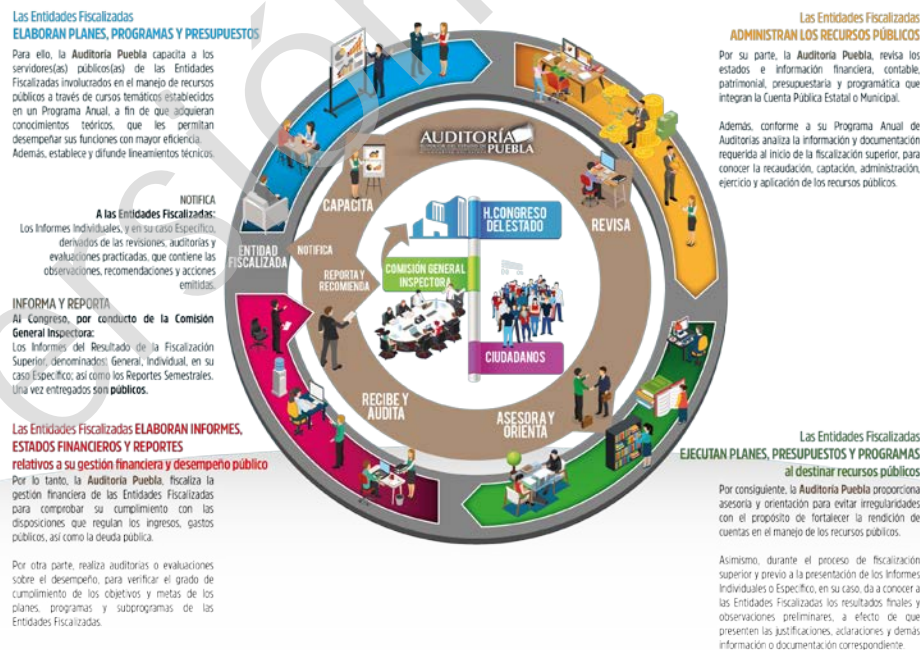 Las Entidades Fiscalizadas
ELABORAN PLANES, PROGRAMAS Y PRESUPUESTOS
Para ello, la Auditoría Puebla capacita a los
servidores(as) públicos(as) de las Entidades
Fiscalizadas involucrados en el manejo de recursos
públicos a través de cursos temáticos establecidos
en un Programa Anual, a fin de que adquieran
conocimientos teóricos, que les permitan
desempeñar sus funciones con mayor eficiencia.
Además, establece y difunde lineamientos técnicos.
NOTIFICA
A las Entidades Fiscalizadas:
Los Informes Individuales, y en su caso Específico,
derivados de las revisiones, auditorías y
evaluaciones practicadas, que contiene las
observaciones, recomendaciones y acciones
emitidas.
INFORMA Y REPORTA
Al Congreso, por conducto de la Comisión
General Inspectora:
Los Informes del Resultado de la Fiscalización
Superior, denominados: General, Individual, en su
caso Específico; así como los Reportes Semestrales.
Una vez entregados son públicos.
Las Entidades Fiscalizadas ELABORAN INFORMES,
ESTADOS FINANCIEROS Y REPORTES
relativos a su gestión financiera y desempeño público
Por lo tanto, la Auditoría Puebla, fiscaliza la
gestión financiera de las Entidades Fiscalizadas
para comprobar su cumplimiento con las
disposiciones que regulan los ingresos, gastos
públicos, así como la deuda pública.
Por otra parte, realiza auditorías o evaluaciones
sobre el desempeño, para verificar el grado de
cumplimiento de los objetivos y metas de los
planes, programas y subprogramas de las
Entidades Fiscalizadas.
AUDITORÍA
PUEBLA
CAPACITA
REVISA
H. CONGRESO
DEL ESTADO
ENTIDAD
FISCALIZADA
NOTIFICA
REPORTA Y
RECOMIENDA
COMISIÓN GENERAL
INSPECTORA
CIUDADANOS
RECIBE Y
AUDITA
ASESORA Y
ORIENTA
Las Entidades Fiscalizadas
ADMINISTRAN LOS RECURSOS PÚBLICOS
Por su parte, la Auditoría Puebla, revisa los
estados e información financiera, contable,
patrimonial, presupuestaria y programática que
integran la Cuenta Pública Estatal o Municipal.
Además, conforme a su Programa Anual de
Auditorías analiza la información y documentación
requerida al inicio de la fiscalización superior, para
conocer la recaudación, captación, administración,
ejercicio y aplicación de los recursos públicos.
Las Entidades Fiscalizadas
EJECUTAN PLANES, PRESUPUESTOS Y PROGRAMAS
al destinar recursos públicos
Por consiguiente, la Auditoría Puebla proporciona
asesoría y orientación para evitar irregularidades
con el propósito de fortalecer la rendición de
cuentas en el manejo de los recursos públicos.
Asimismo, durante el proceso de fiscalización
superior y previo a la presentación de los Informes
Individuales o Específico, en su caso, da a conocer a
las Entidades Fiscalizadas los resultados finales y
observaciones preliminares, a efecto de que
presenten las justificaciones, aclaraciones y demás
información o documentación correspondiente.